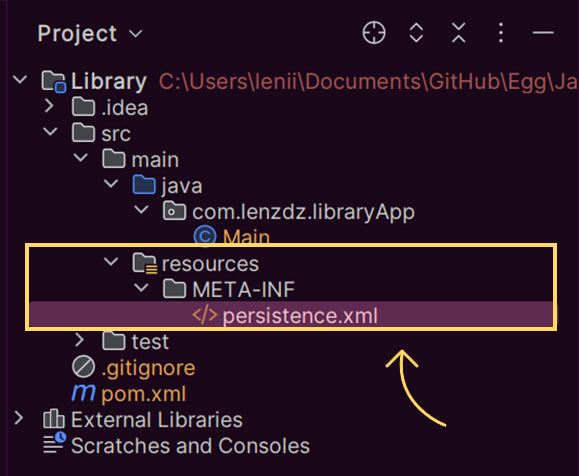 Project
Library C:\Users\lenii\Documents\GitHub\Egg\Ja
.idea
src
main
java
com.lenzdz.libraryApp
Main
resources
META-INF
persistence.xml
test
.gitignore
pom.xml
External Libraries
Scratches and Consoles